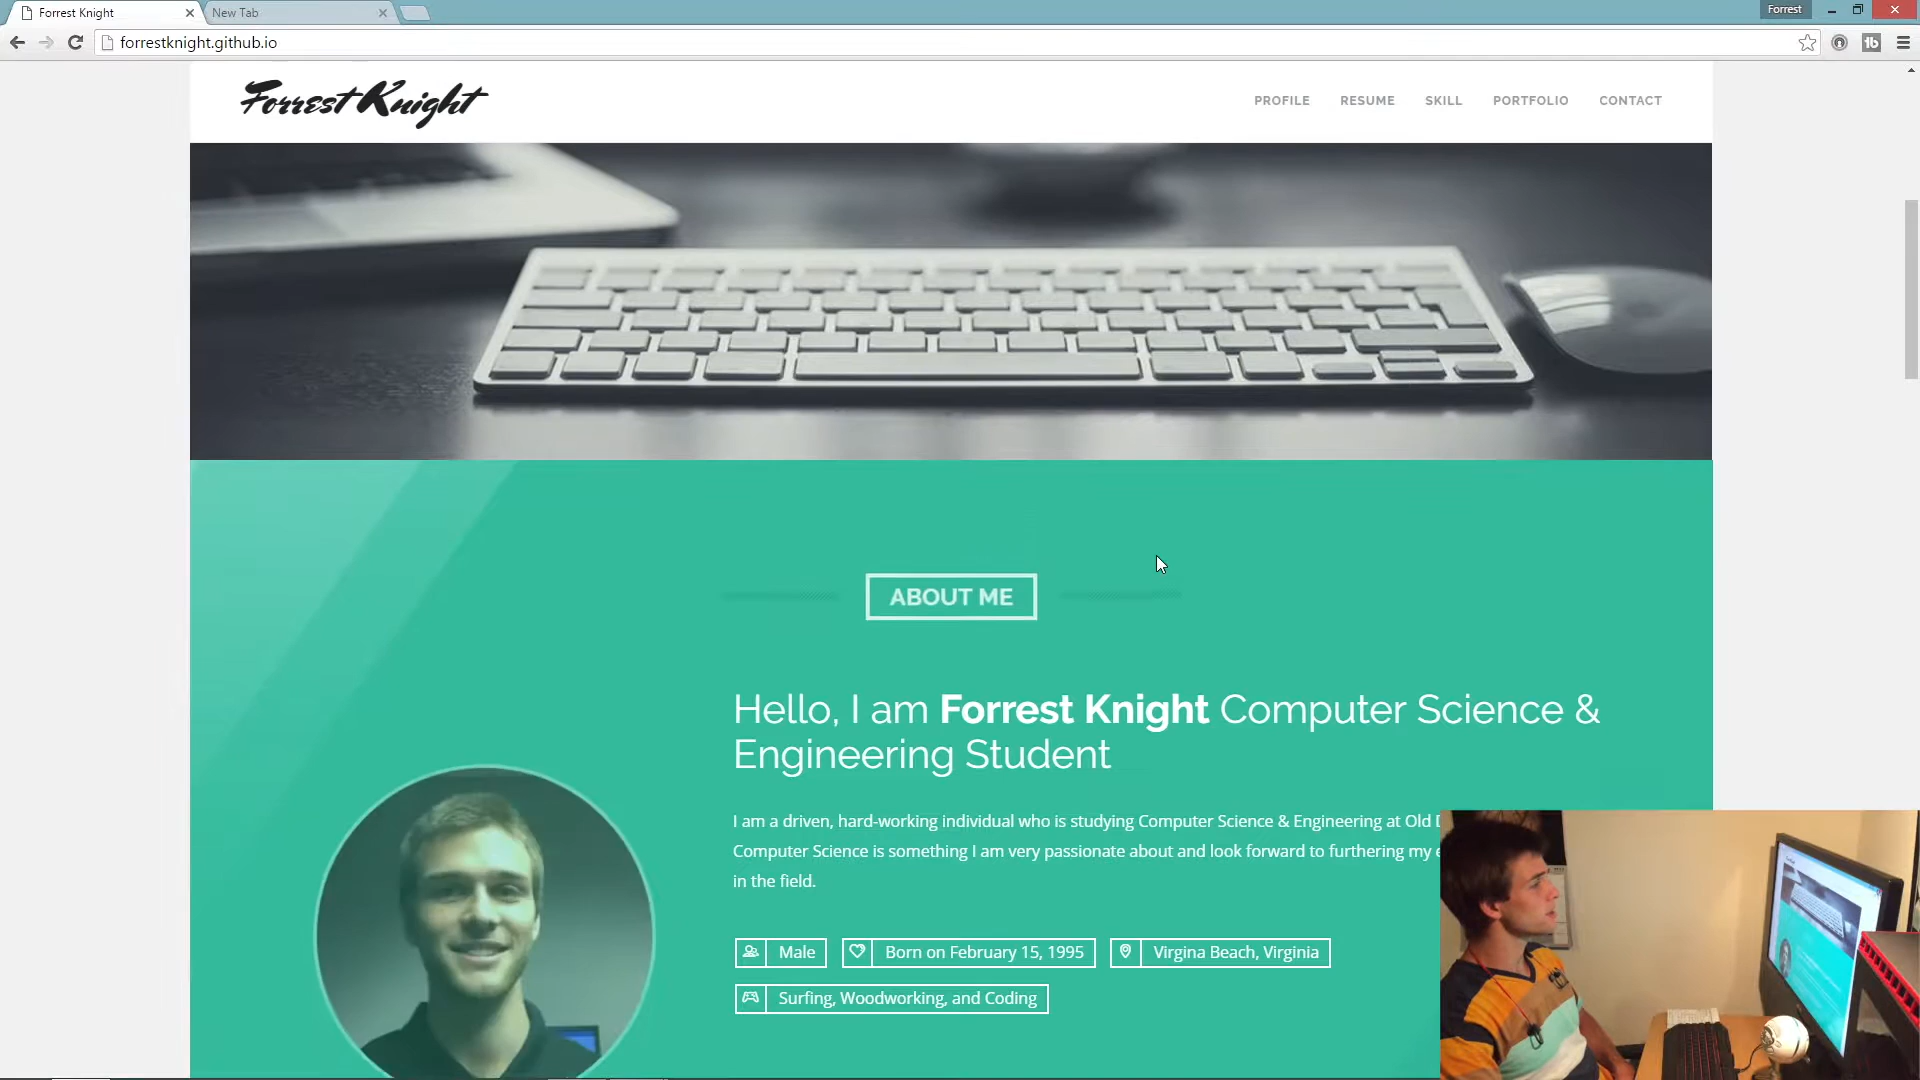 Forrest Knight
New Tab
Forrest
forrestknight.github.io
Forrest Knight
PROFILE RESUME SKILL PORTFOLIO CONTACT
ABOUT ME
Hello, I am Forrest Knight Computer Science &
Engineering Student
I am a driven, hard-working individual who is studying Computer Science & Engineering at Old
Computer Science is something I am very passionate about and look forward to furthering my
in the field.
Male
Born on February 15, 1995
Virgina Beach, Virginia
Surfing, Woodworking, and Coding